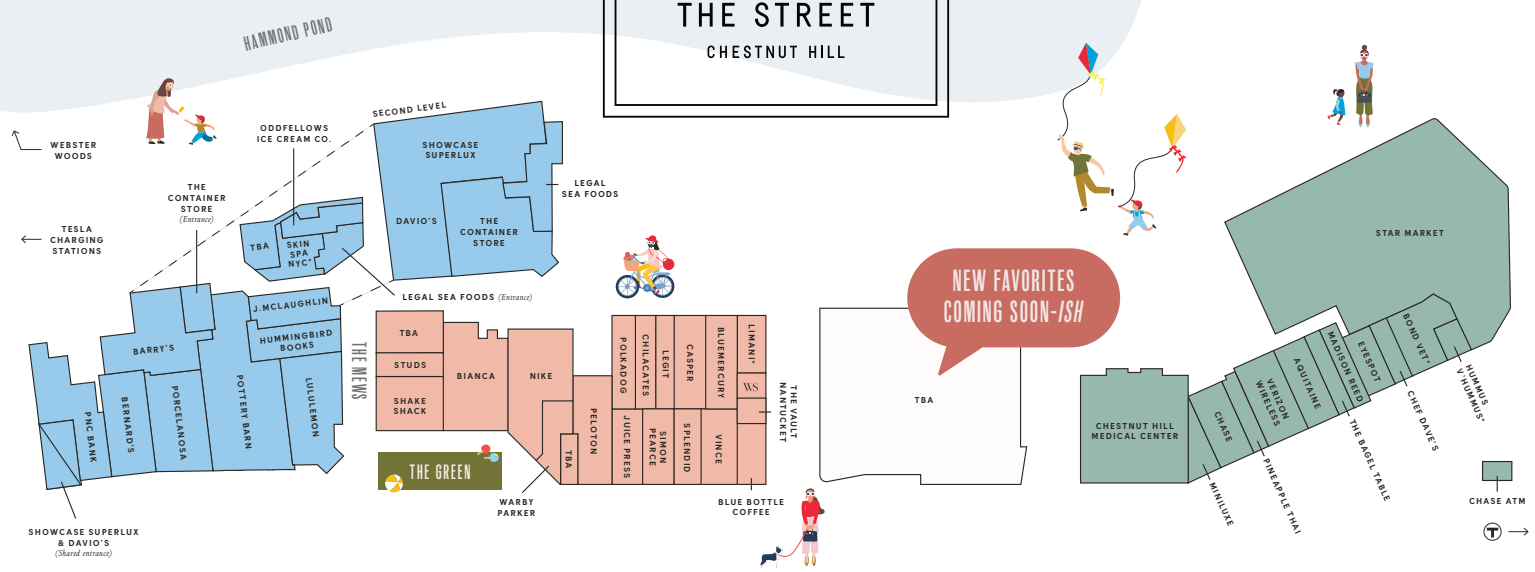 THE STREET
CHESTNUT HILL
HAMMOND POND
SECOND LEVEL
WEBSTER
WOODS
ODDFELLOWS
ICE CREAM CO.
SHOWCASE
SUPERLUX
LEGAL
SEA FOODS
THE
CONTAINER
STORE
(Entrance)
TESLA
CHARGING
STATIONS
TBA
SKIN
SPA
NYC*
DAVIO'S
THE
CONTAINER
STORE
LEGAL SEA FOODS (Entrance)
J.MCLAUGHLIN
HUMMINGBIRD
BOOKS
BARRY'S
PNC BANK
BERNARD'S
PORCELANOSA
POTTERY BARN
LULULEMON
SHOWCASE SUPERLUX
& DAVIO'S
(Shared entrance)
THE MEWS
TBA
STUDS
SHAKE
SHACK
BIANCA
NIKE
THE GREEN
WARBY
PARKER
TBA
PELOTON
POLKADOG
CHILACATES
LEGIT
CASPER
BLUEMERCURY
LIMANI*
WS
THE VAULT
NANTUCKET
JUICE PRESS
SIMON
PEARCE
SPLENDID
VINCE
BLUE BOTTLE
COFFEE
NEW FAVORITES
COMING SOON-ISH
TBA
STAR MARKET
CHESTNUT HILL
MEDICAL CENTER
MINILUXE
CHASE
PINEAPPLE THAI
VERIZON
WIRELESS
AQUITAINE
THE BAGEL TABLE
MADISON REED
EYESPOT
CHEF DAVE'S
BOND VET*
HUMMUS
V'HUMMUS*
CHASE ATM
T